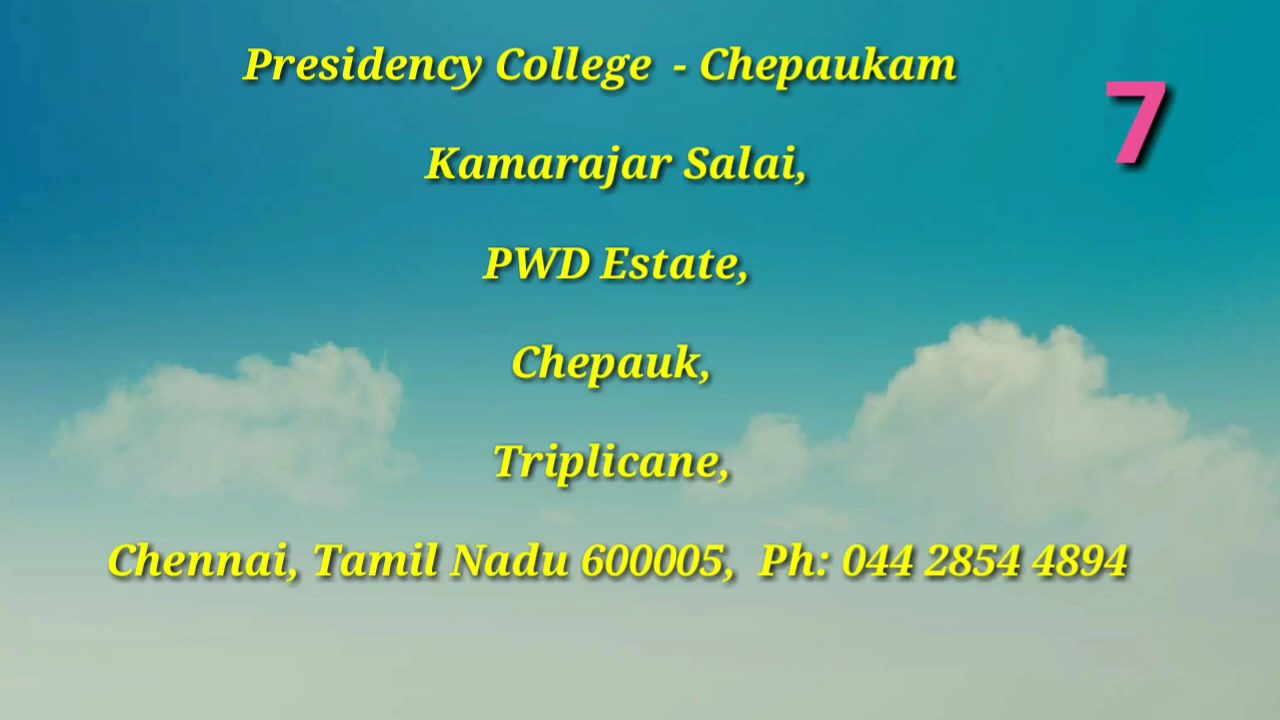 Presidency College - Chepaukam
7
Kamarajar Salai,
PWD Estate,
Chepauk,
Triplicane,
Chennai, Tamil Nadu 600005, Ph: 044 2854 4894